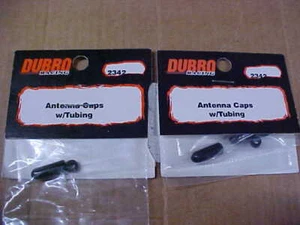 DUBRO
RACING
2342
Antenna Caps
w/Tubing
DUBRO
RACING
2342
Antenna Caps
w/Tubing